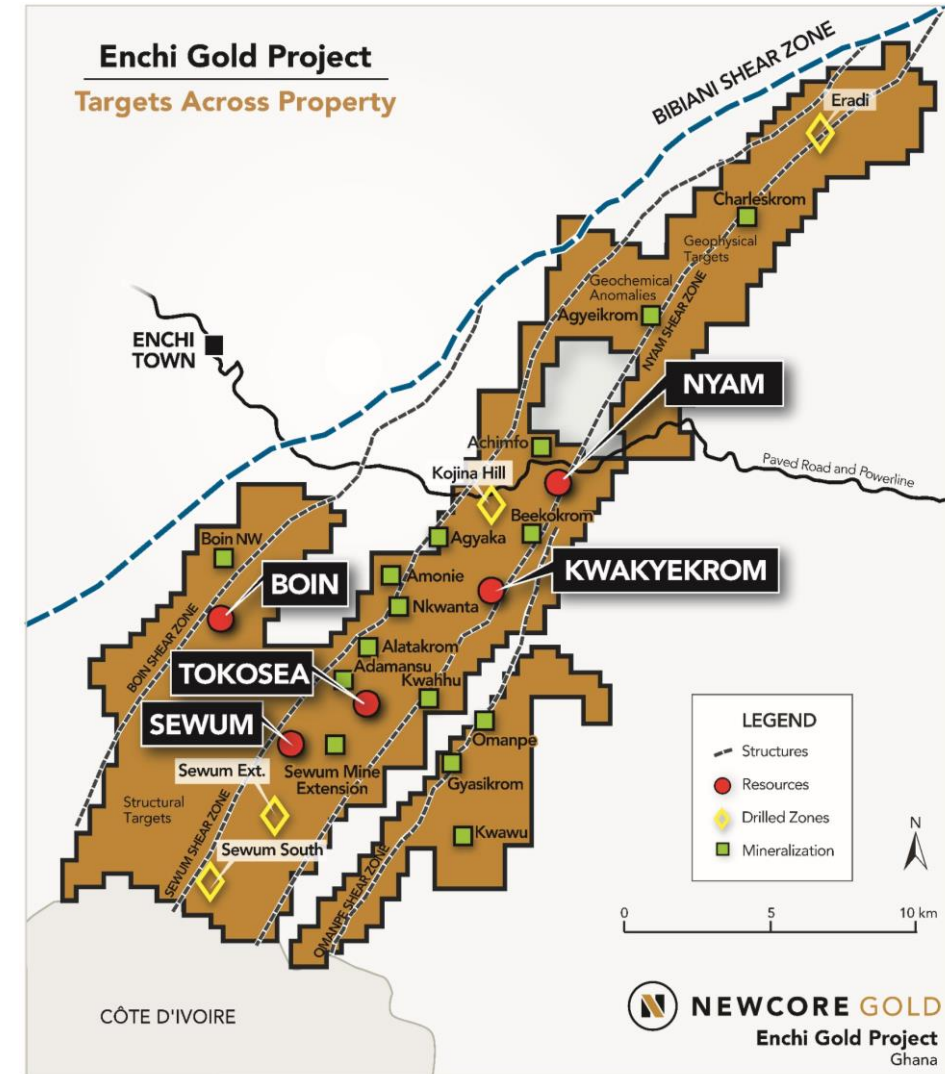 Enchi Gold Project
Targets Across Property
BIBIANI SHEAR ZONE
Eradi
Charleskrom
Geophysical
Targets
Geochemical
Anomalies
Agyeikrom
NYAM SHEAR ZONE
ENCHI
TOWN
NYAM
Achimfo
Paved Road and Powerline
Kojina Hill
Beekokrom
Agyaka
Boin NW
KWAKYEKROM
BOIN
Amonie
Nkwanta
BOIN SHEAR ZONE
Alatakrom
TOKOSEA
Adamansu
Kwahhu
SEWUM
Omanpe
Sewum Ext.
Sewum Mine
Extension
Gyasikrom
Structural
Targets
Kwawu
SEWUM SHEAR ZONE
Sewum South
OMANPE SHEAR ZONE
LEGEND
Structures
Resources
Drilled Zones
Mineralization
N
0 5 10 km
CÔTE D'IVOIRE
N NEWCORE GOLD
Enchi Gold Project
Ghana